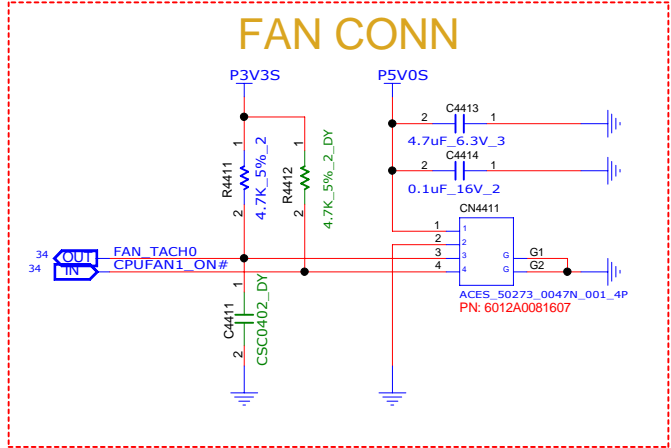 FAN CONN
P3V3S
P5V0S
C4413
2 1
4.7uF_6.3V_3
C4414
2 1
0.1uF_16V_2
1
R4411
4.7K_5%_2
2
1
R4412
4.7K_5%_2_DY
2
CN4411
1 1
2 2
3 3
4 4
G G1
G G2
ACES_50273_0047N_001_4P
PN: 6012A0081607
34 OUT FAN_TACH0
34 IN CPUFAN1_ON#
1
C4411
CSC0402_DY
2